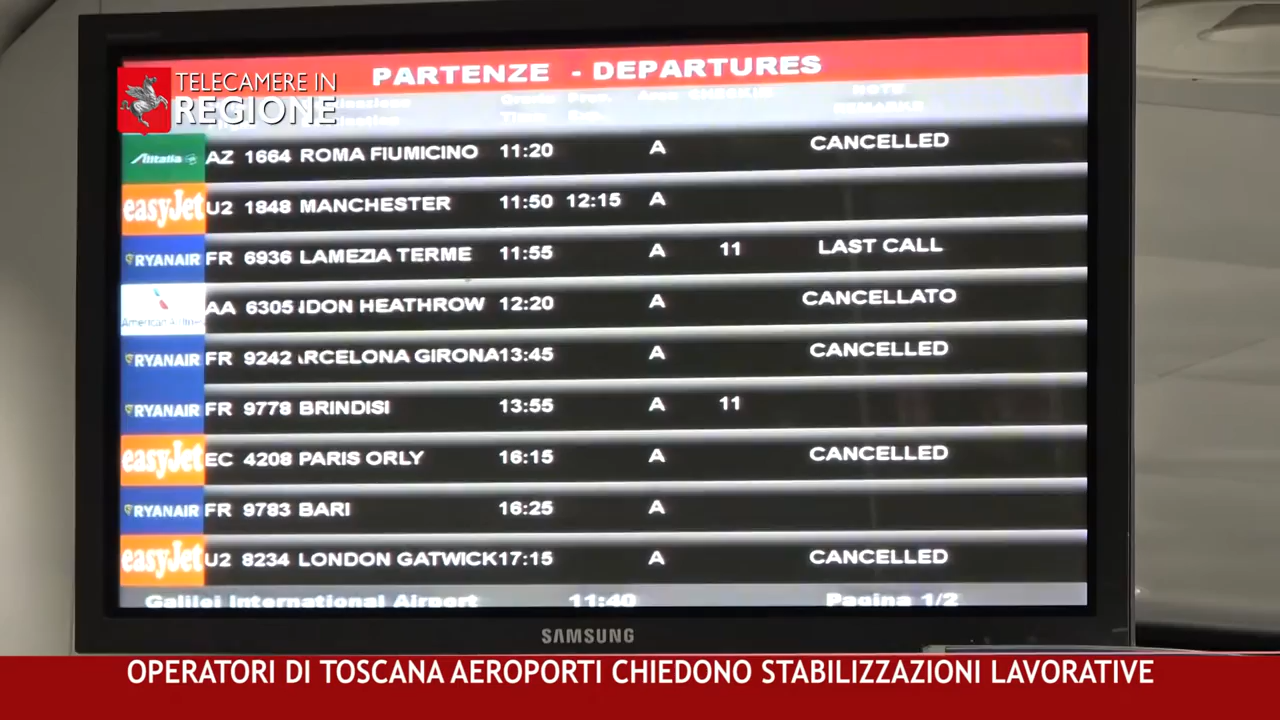 TELECAMERE IN
REGIONE
PARTENZE - DEPARTURES
NOTE
REMARKS
Alitalia AZ 1664 ROMA FIUMICINO 11:20 A CANCELLED
easyJet U2 1848 MANCHESTER 11:50 12:15 A
RYANAIR FR 6936 LAMEZIA TERME 11:55 A 11 LAST CALL
American Airlines AA 6305 NDON HEATHROW 12:20 A CANCELLATO
RYANAIR FR 9242 ARCELONA GIRONA 13:45 A CANCELLED
RYANAIR FR 9778 BRINDISI 13:55 A 11
easyJet EC 4208 PARIS ORLY 16:15 A CANCELLED
RYANAIR FR 9783 BARI 16:25 A
easyJet U2 8234 LONDON GATWICK 17:15 A CANCELLED
Galilei International Airport 11:40 Pagina 1/2
SAMSUNG
OPERATORI DI TOSCANA AEROPORTI CHIEDONO STABILIZZAZIONI LAVORATIVE